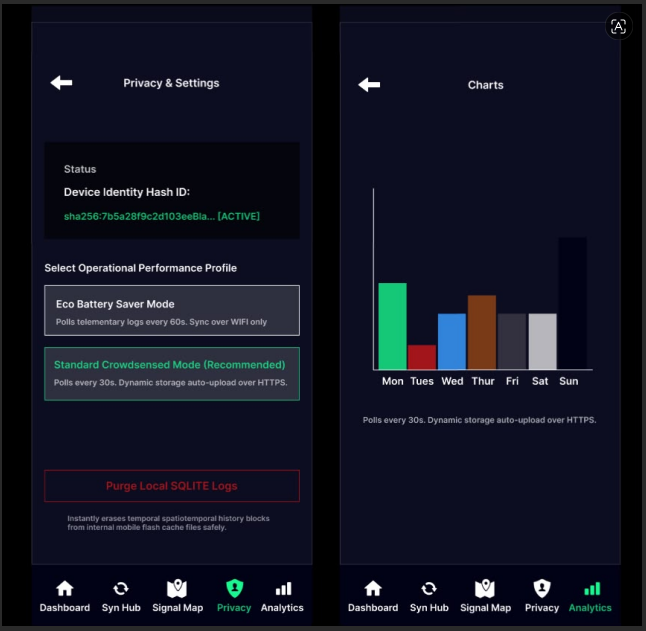 Privacy & Settings
Status
Device Identity Hash ID:
sha256:7b5a28f9c2d103eeBla... [ACTIVE]
Select Operational Performance Profile
Eco Battery Saver Mode
Polls telementary logs every 60s. Sync over WIFI only
Standard Crowdsensed Mode (Recommended)
Polls every 30s. Dynamic storage auto-upload over HTTPS.
Purge Local SQLITE Logs
Instantly erases temporal spatiotemporal history blocks
from internal mobile flash cache files safely.
Dashboard Syn Hub Signal Map Privacy Analytics
Charts
Mon Tues Wed Thur Fri Sat Sun
Polls every 30s. Dynamic storage auto-upload over HTTPS.
Dashboard Syn Hub Signal Map Privacy Analytics